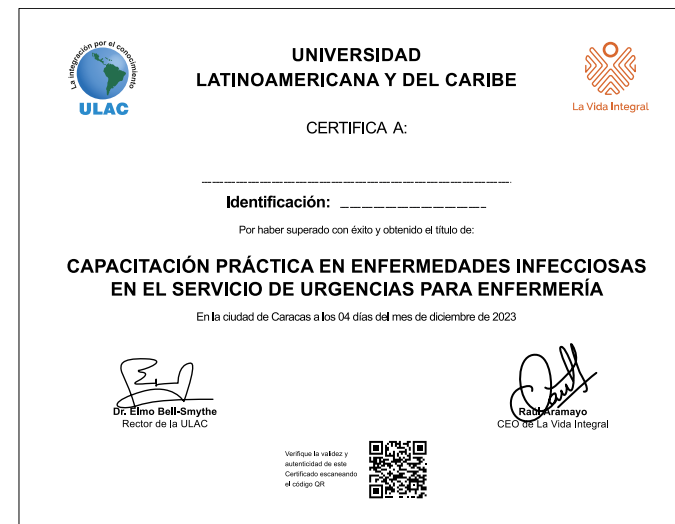 La integración por el conocimiento
ULAC
UNIVERSIDAD
LATINOAMERICANA Y DEL CARIBE
La Vida Integral
CERTIFICA A:
Identificación:
Por haber superado con éxito y obtenido el título de:
CAPACITACIÓN PRÁCTICA EN ENFERMEDADES INFECCIOSAS
EN EL SERVICIO DE URGENCIAS PARA ENFERMERÍA
En la ciudad de Caracas a los 04 días del mes de diciembre de 2023
Dr. Elmo Bell-Smythe
Rector de la ULAC
Raúl Aramayo
CEO de La Vida Integral
Verifique la validez y
autenticidad de este
Certificado escaneando
el código QR